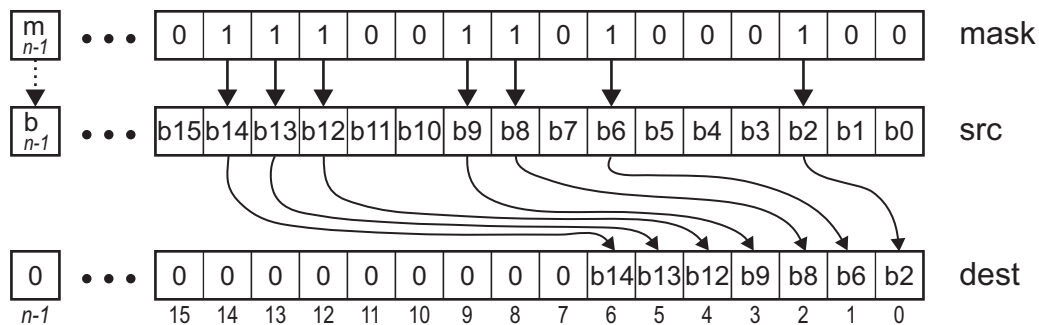 m n-1 • • • 0 1 1 1 0 0 1 1 0 1 0 0 0 1 0 0 mask
b n-1 • • • b15 b14 b13 b12 b11 b10 b9 b8 b7 b6 b5 b4 b3 b2 b1 b0 src
0 • • • 0 0 0 0 0 0 0 0 0 b14 b13 b12 b9 b8 b6 b2 dest
n-1 15 14 13 12 11 10 9 8 7 6 5 4 3 2 1 0